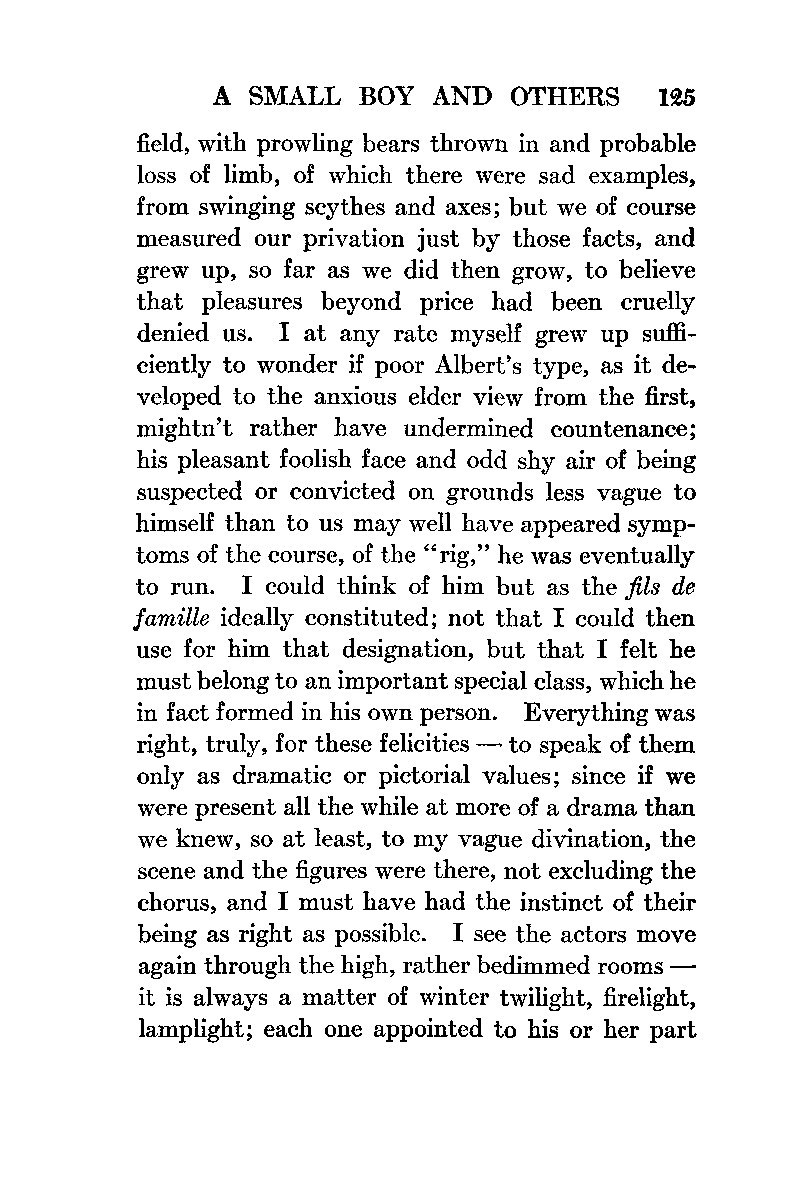 A SMALL BOY AND OTHERS 125
field, with prowling bears thrown in and probable
loss of limb, of which there were sad examples,
from swinging scythes and axes; but we of course
measured our privation just by those facts, and
grew up, so far as we did then grow, to believe
that pleasures beyond price had been cruelly
denied us. I at any rate myself grew up suffi-
ciently to wonder if poor Albert's type, as it de-
veloped to the anxious elder view from the first,
mightn't rather have undermined countenance;
his pleasant foolish face and odd shy air of being
suspected or convicted on grounds less vague to
himself than to us may well have appeared symp-
toms of the course, of the “rig,” he was eventually
to run. I could think of him but as the fils de
famille ideally constituted; not that I could then
use for him that designation, but that I felt he
must belong to an important special class, which he
in fact formed in his own person. Everything was
right, truly, for these felicities — to speak of them
only as dramatic or pictorial values; since if we
were present all the while at more of a drama than
we knew, so at least, to my vague divination, the
scene and the figures were there, not excluding the
chorus, and I must have had the instinct of their
being as right as possible. I see the actors move
again through the high, rather bedimmed rooms —
it is always a matter of winter twilight, firelight,
lamplight; each one appointed to his or her part